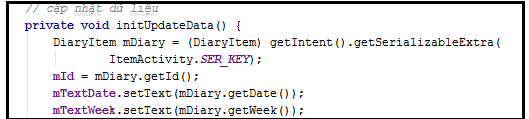 // cập nhật dữ liệu
private void initUpdateData() {
DiaryItem mDiary = (DiaryItem) getIntent().getSerializableExtra(
ItemActivity.SER_KEY);
mId = mDiary.getId();
mTextDate.setText(mDiary.getDate());
mTextWeek.setText(mDiary.getWeek());